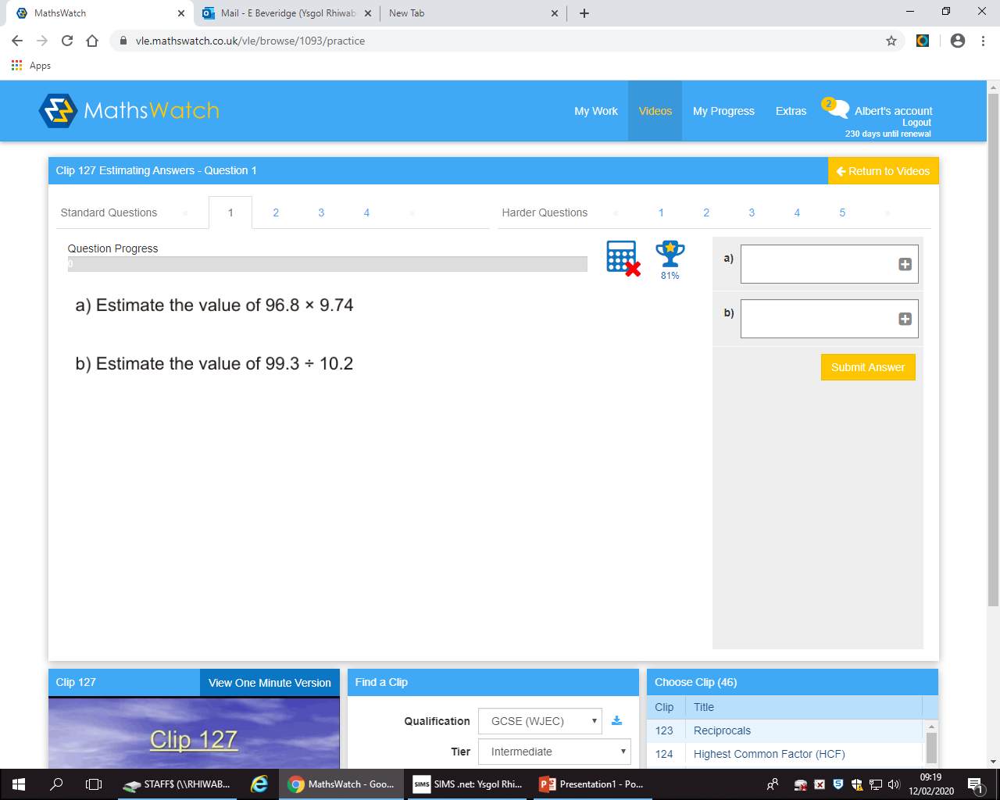 MathsWatch
Mail - E Beveridge (Ysgol Rhiwab
New Tab
vle.mathswatch.co.uk/vle/browse/1093/practice
Apps
MathsWatch
My Work
Videos
My Progress
Extras
2
Albert's account
Logout
230 days until renewal
Clip 127 Estimating Answers - Question 1
Return to Videos
Standard Questions « 1 2 3 4 »
Harder Questions « 1 2 3 4 5 »
Question Progress
0
81%
a) Estimate the value of 96.8 × 9.74
b) Estimate the value of 99.3 ÷ 10.2
a)
b)
Submit Answer
Clip 127
View One Minute Version
Clip 127
Find a Clip
Qualification GCSE (WJEC)
Tier Intermediate
Choose Clip (46)
Clip Title
123 Reciprocals
124 Highest Common Factor (HCF)
STAFF$ (\\RHIWAB...
MathsWatch - Goo...
SIMS SIMS .net: Ysgol Rhi...
Presentation1 - Po...
09:19
12/02/2020
1